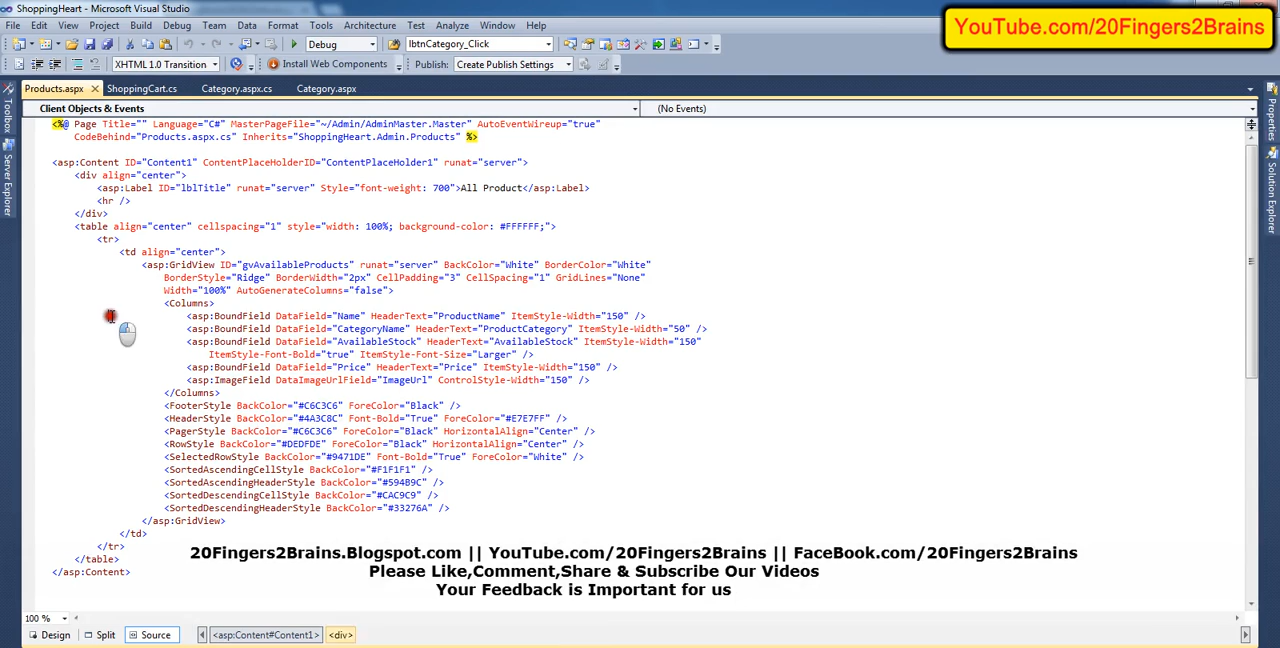 ShoppingHeart - Microsoft Visual Studio
File Edit View Project Build Debug Team Data Format Tools Architecture Test Analyze Window Help
YouTube.com/20Fingers2Brains
Debug lbtnCategory_Click
XHTML 1.0 Transition Install Web Components Publish: Create Publish Settings
Products.aspx ShoppingCart.cs Category.aspx.cs Category.aspx
Client Objects & Events (No Events)
<%@ Page Title="" Language="C#" MasterPageFile="~/Admin/AdminMaster.Master" AutoEventWireup="true"
CodeBehind="Products.aspx.cs" Inherits="ShoppingHeart.Admin.Products" %>
<asp:Content ID="Content1" ContentPlaceHolderID="ContentPlaceHolder1" runat="server">
<div align="center">
<asp:Label ID="lblTitle" runat="server" Style="font-weight: 700">All Product</asp:Label>
<hr />
</div>
<table align="center" cellspacing="1" style="width: 100%; background-color: #FFFFFF;">
<tr>
<td align="center">
<asp:GridView ID="gvAvailableProducts" runat="server" BackColor="White" BorderColor="White"
BorderStyle="Ridge" BorderWidth="2px" CellPadding="3" CellSpacing="1" GridLines="None"
Width="100%" AutoGenerateColumns="false">
<Columns>
<asp:BoundField DataField="Name" HeaderText="ProductName" ItemStyle-Width="150" />
<asp:BoundField DataField="CategoryName" HeaderText="ProductCategory" ItemStyle-Width="50" />
<asp:BoundField DataField="AvailableStock" HeaderText="AvailableStock" ItemStyle-Width="150"
ItemStyle-Font-Bold="true" ItemStyle-Font-Size="Larger" />
<asp:BoundField DataField="Price" HeaderText="Price" ItemStyle-Width="150" />
<asp:ImageField DataImageUrlField="ImageUrl" ControlStyle-Width="150" />
</Columns>
<FooterStyle BackColor="#C6C3C6" ForeColor="Black" />
<HeaderStyle BackColor="#4A3C8C" Font-Bold="True" ForeColor="#E7E7FF" />
<PagerStyle BackColor="#C6C3C6" ForeColor="Black" HorizontalAlign="Center" />
<RowStyle BackColor="#DEDFDE" ForeColor="Black" HorizontalAlign="Center" />
<SelectedRowStyle BackColor="#9471DE" Font-Bold="True" ForeColor="White" />
<SortedAscendingCellStyle BackColor="#F1F1F1" />
<SortedAscendingHeaderStyle BackColor="#594B9C" />
<SortedDescendingCellStyle BackColor="#CAC9C9" />
<SortedDescendingHeaderStyle BackColor="#33276A" />
</asp:GridView>
</td>
</tr>
</table>
</asp:Content>
20Fingers2Brains.Blogspot.com || YouTube.com/20Fingers2Brains || FaceBook.com/20Fingers2Brains
Please Like,Comment,Share & Subscribe Our Videos
Your Feedback is Important for us
100 %
Design Split Source <asp:Content#Content1> <div>
Toolbox
Server Explorer
Properties
Solution Explorer